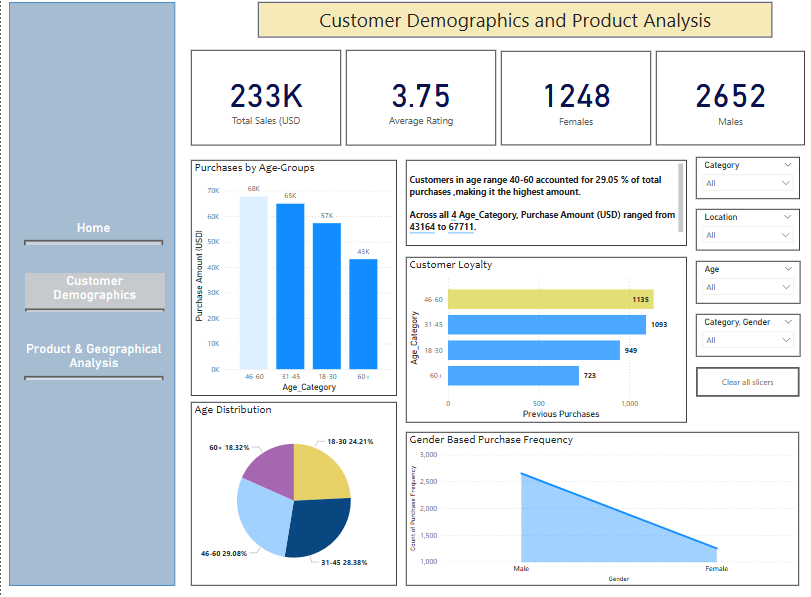 Customer Demographics and Product Analysis
Home
Customer
Demographics
Product & Geographical
Analysis
233K
Total Sales (USD
3.75
Average Rating
1248
Females
2652
Males
Purchases by Age-Groups
Purchase Amount (USD)
70K
60K
50K
40K
30K
20K
10K
0K
68K
65K
57K
43K
46-60
31-45
18-30
60+
Age_Category
Customers in age range 40-60 accounted for 29.05 % of total
purchases ,making it the highest amount.
Across all 4 Age_Category, Purchase Amount (USD) ranged from
43164 to 67711.
Category
All
Location
All
Age
All
Category, Gender
All
Clear all slicers
Customer Loyalty
Age_Category
46-60
1135
31-45
1093
18-30
949
60+
723
0
500
1,000
Previous Purchases
Age Distribution
60+ 18.32%
18-30 24.21%
46-60 29.08%
31-45 28.38%
Gender Based Purchase Frequency
Count of Purchase Frequency
3,000
2,500
2,000
1,500
1,000
Male
Female
Gender